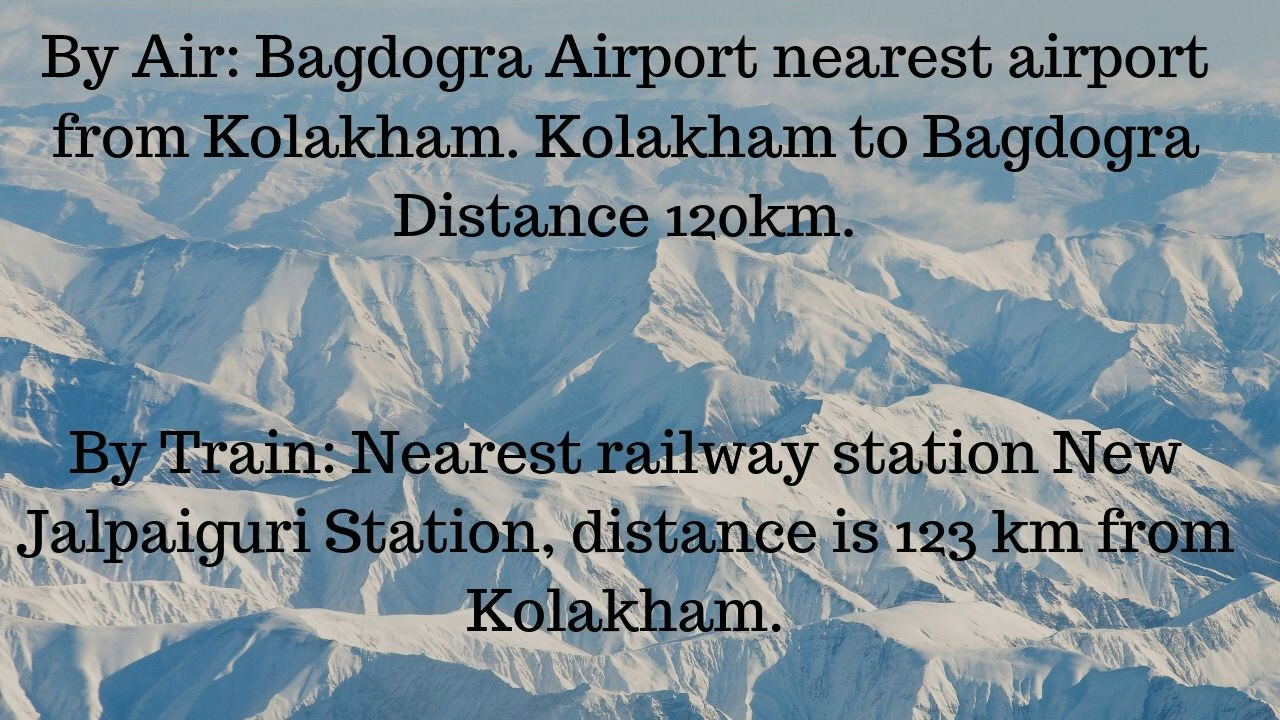 By Air: Bagdogra Airport nearest airport
from Kolakham. Kolakham to Bagdogra
Distance 120km.
By Train: Nearest railway station New
Jalpaiguri Station, distance is 123 km from
Kolakham.